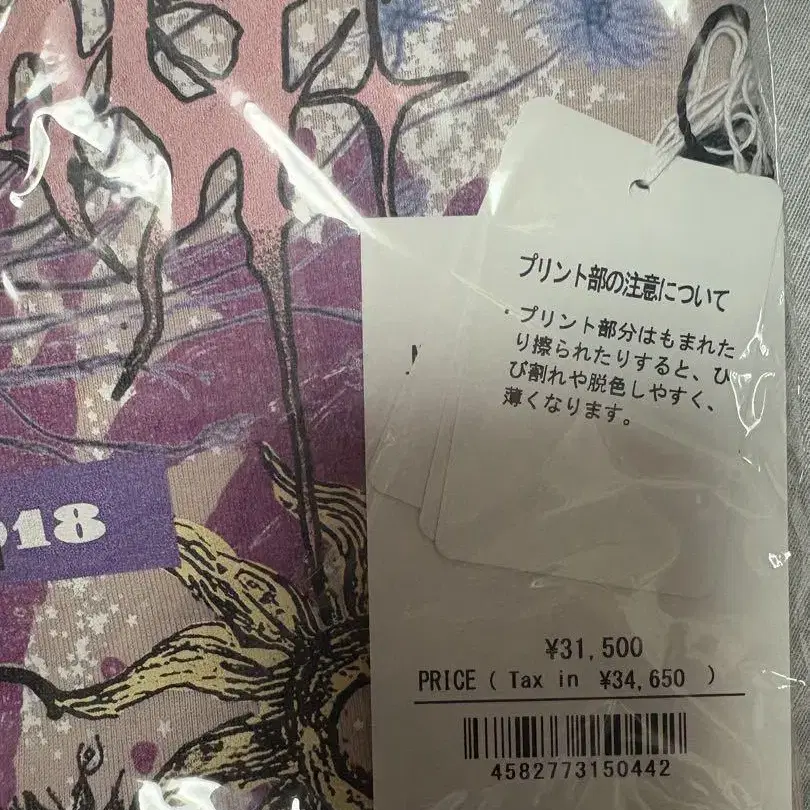 プリント部の注意について
・プリント部分はもまれた
り擦られたりすると、ひ
び割れや脱色しやすく、
薄くなります。
18
¥31,500
PRICE ( Tax in ¥34,650 )
4582773150442